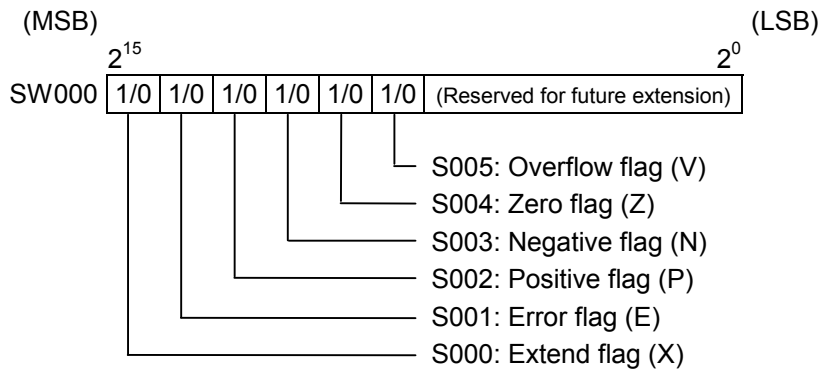 (MSB) (LSB)
2^15 2^0
SW000 1/0 1/0 1/0 1/0 1/0 1/0 (Reserved for future extension)
S005: Overflow flag (V)
S004: Zero flag (Z)
S003: Negative flag (N)
S002: Positive flag (P)
S001: Error flag (E)
S000: Extend flag (X)